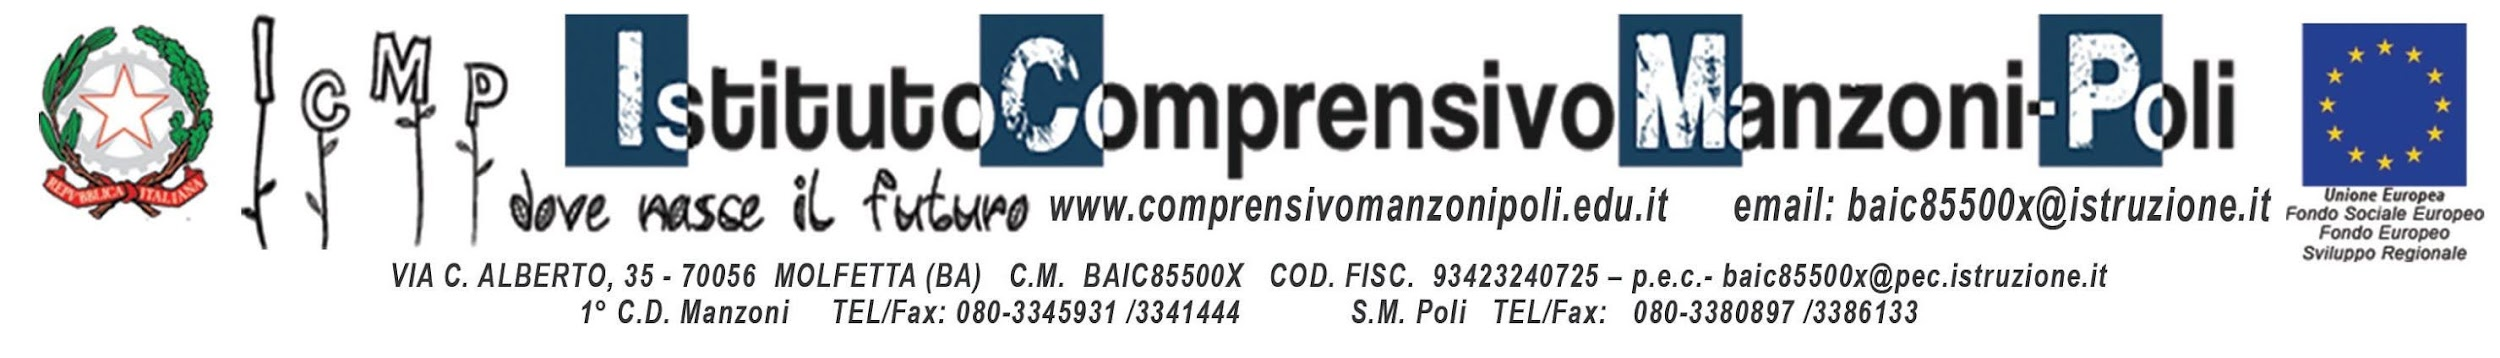 REPVBBLICA ITALIANA
ICMP
Istituto Comprensivo Manzoni-Poli
dove nasce il futuro
www.comprensivomanzonipoli.edu.it email: baic85500x@istruzione.it
Unione Europea
Fondo Sociale Europeo
Fondo Europeo
Sviluppo Regionale
VIA C. ALBERTO, 35 - 70056 MOLFETTA (BA) C.M. BAIC85500X COD. FISC. 93423240725 – p.e.c.- baic85500x@pec.istruzione.it
1° C.D. Manzoni TEL/Fax: 080-3345931 /3341444 S.M. Poli TEL/Fax: 080-3380897 /3386133